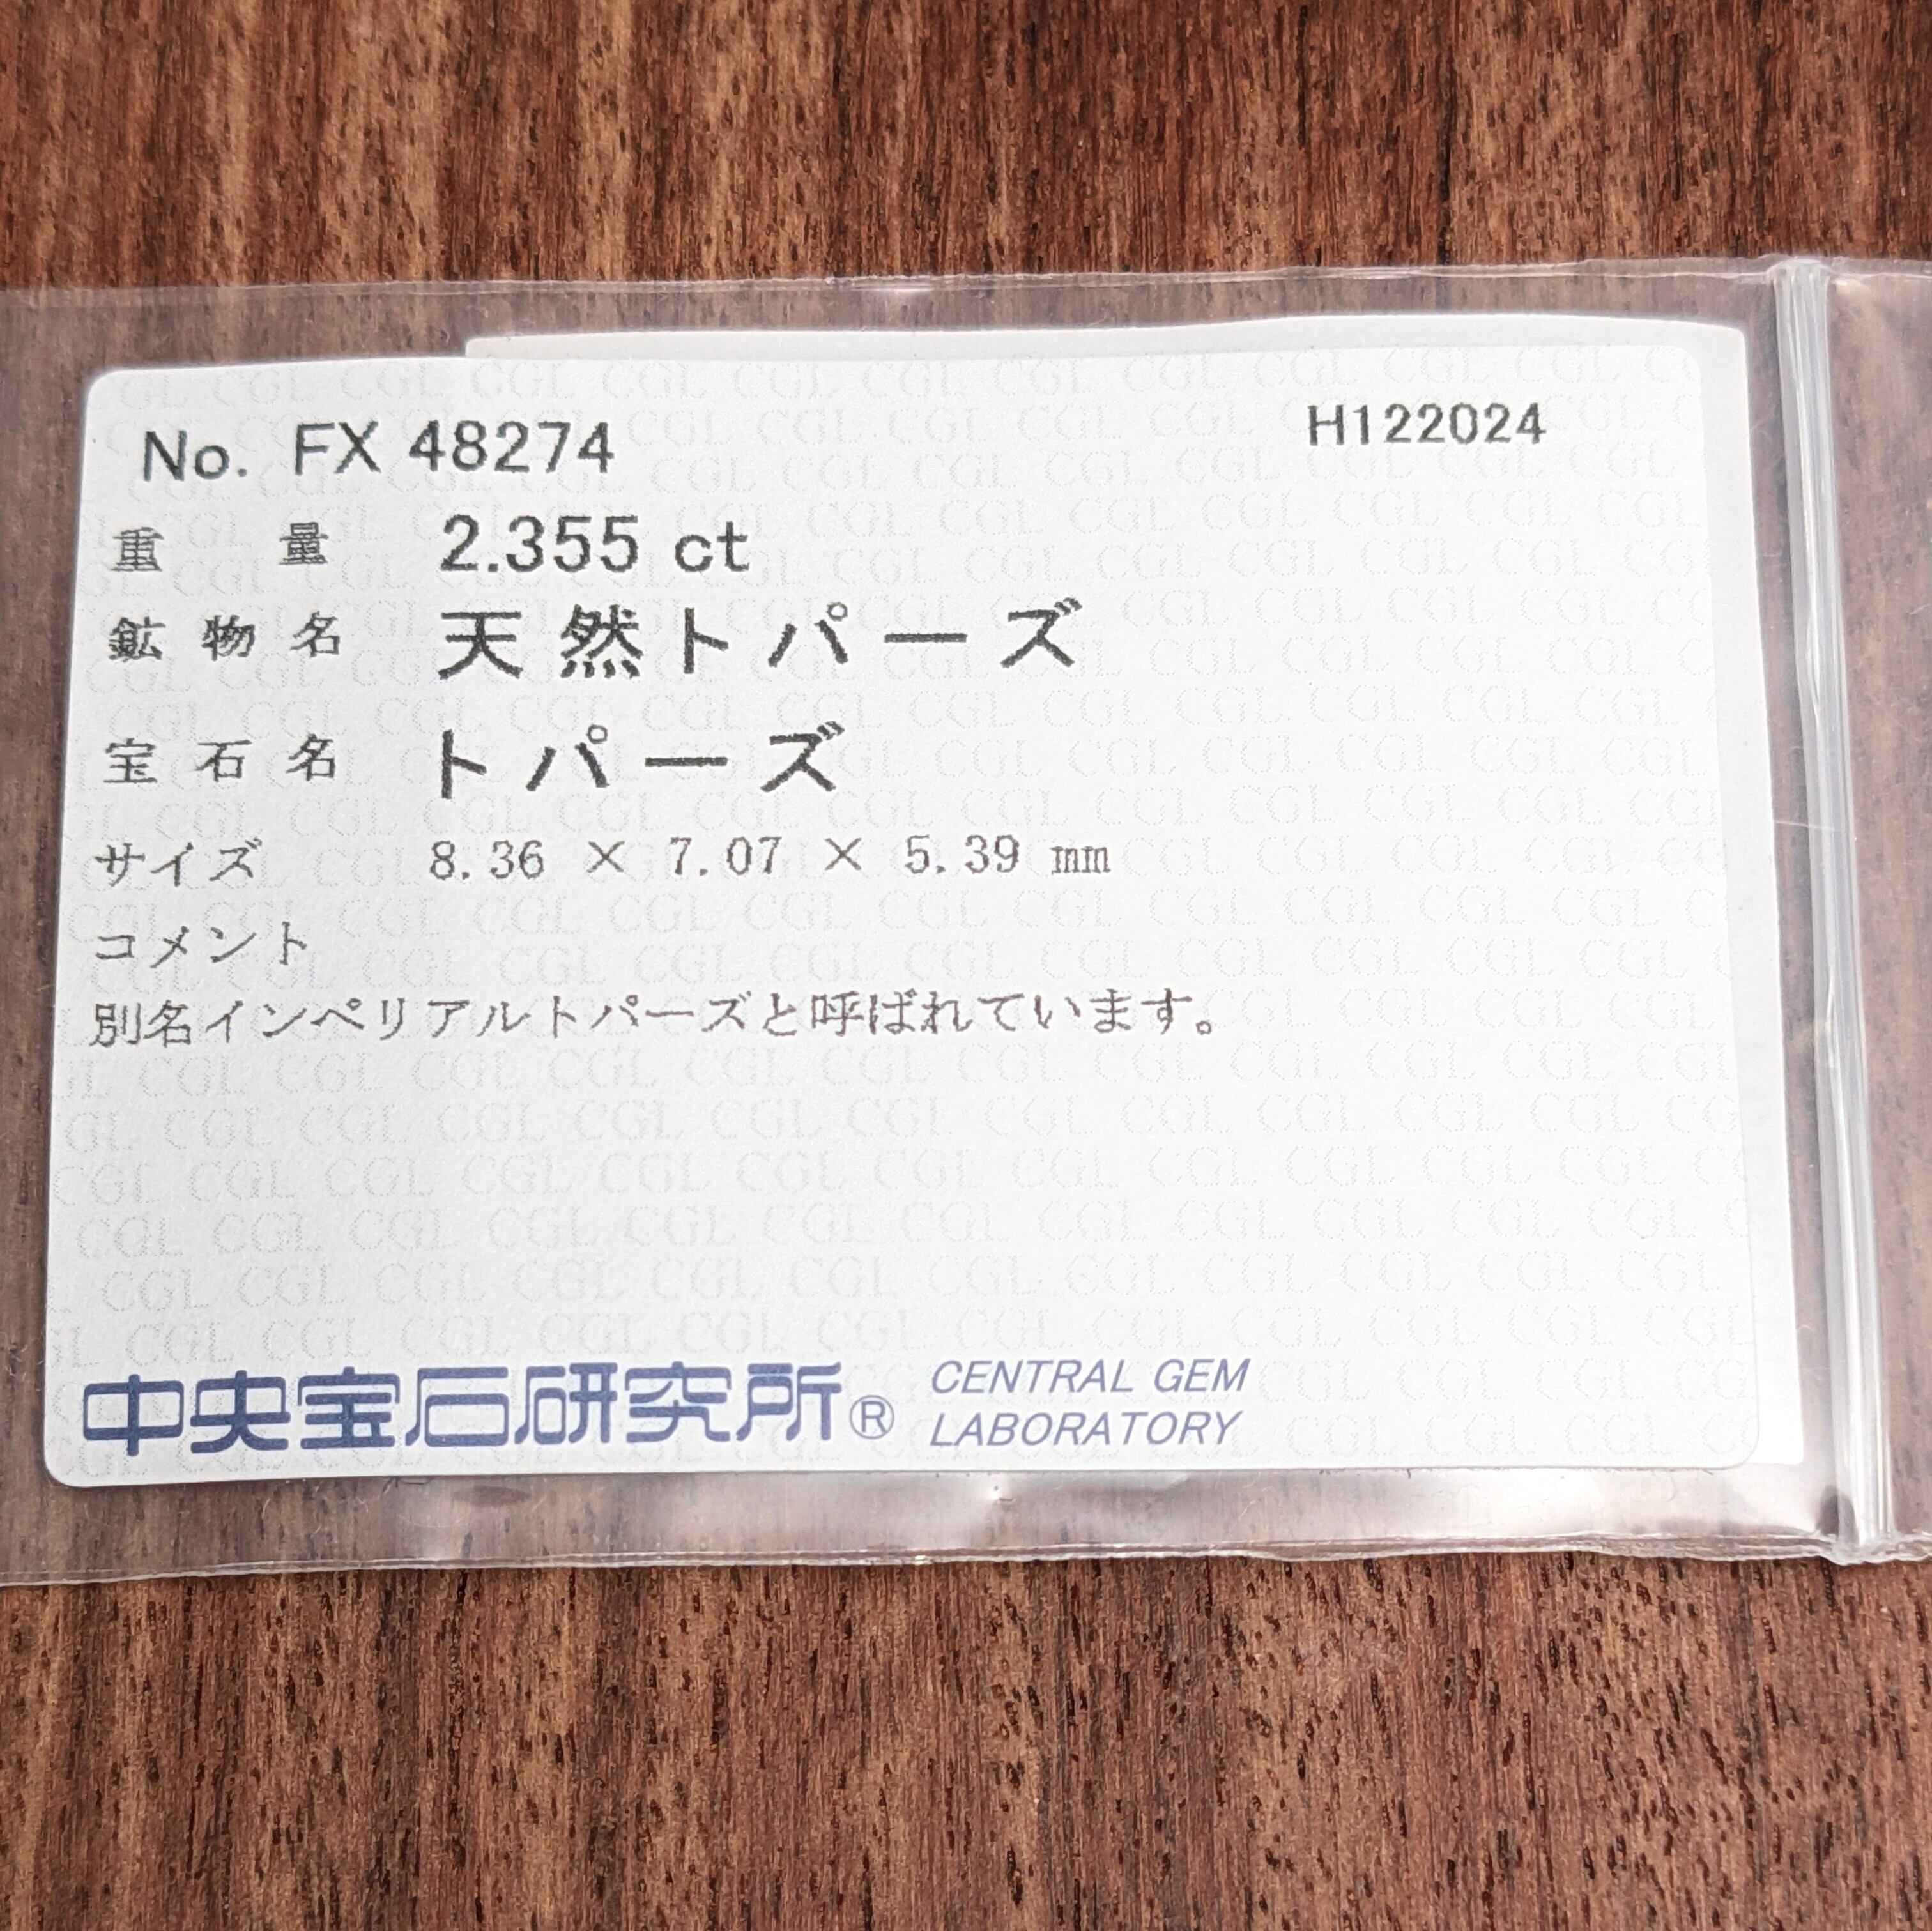 No. FX 48274 H122024
重量 2.355 ct
鉱物名 天然トパーズ
宝石名 トパーズ
サイズ 8.36 × 7.07 × 5.39 mm
コメント
別名インペリアルトパーズと呼ばれています。
中央宝石研究所® CENTRAL GEM
LABORATORY